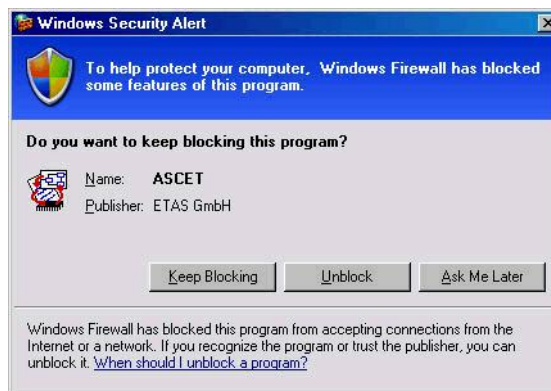 Windows Security Alert
To help protect your computer, Windows Firewall has blocked
some features of this program.
Do you want to keep blocking this program?
Name: ASCET
Publisher: ETAS GmbH
Keep Blocking Unblock Ask Me Later
Windows Firewall has blocked this program from accepting connections from the
Internet or a network. If you recognize the program or trust the publisher, you can
unblock it. When should I unblock a program?